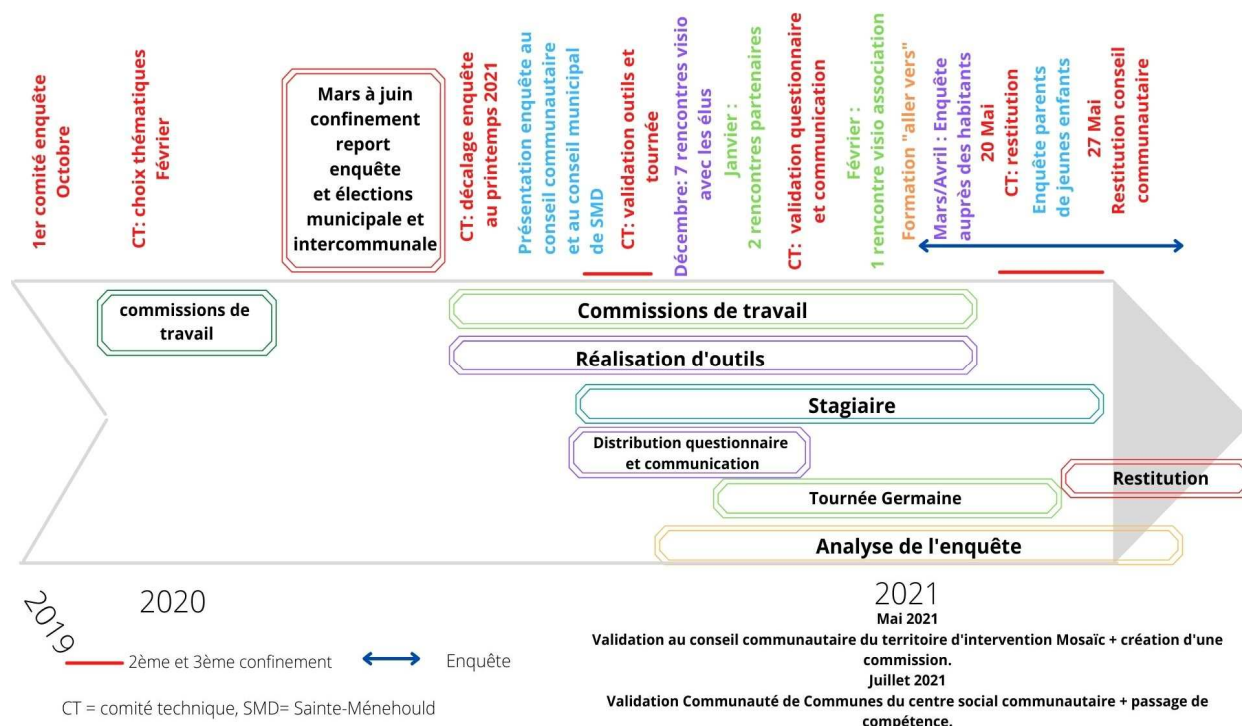 1er comité enquête
Octobre
CT: choix thématiques
Février
Mars à juin
confinement
report
enquête
et élections
municipale et
intercommunale
CT: décalage enquête
au printemps 2021
Présentation enquête au
conseil communautaire
et au conseil municipal
de SMD
CT: validation outils et
tournée
Décembre: 7 rencontres visio
avec les élus
Janvier :
2 rencontres partenaires
CT: validation questionnaire
et communication
Février :
1 rencontre visio association
Formation "aller vers"
Mars/Avril : Enquête
auprès des habitants
20 Mai
CT: restitution
Enquête parents
de jeunes enfants
27 Mai
Restitution conseil
communautaire
commissions de
travail
Commissions de travail
Réalisation d'outils
Stagiaire
Distribution questionnaire
et communication
Restitution
Tournée Germaine
Analyse de l'enquête
2019
2020
2021
Mai 2021
Validation au conseil communautaire du territoire d'intervention Mosaïc + création d'une
commission.
Juillet 2021
Validation Communauté de Communes du centre social communautaire + passage de
compétence.
2ème et 3ème confinement
Enquête
CT = comité technique, SMD= Sainte-Ménehould